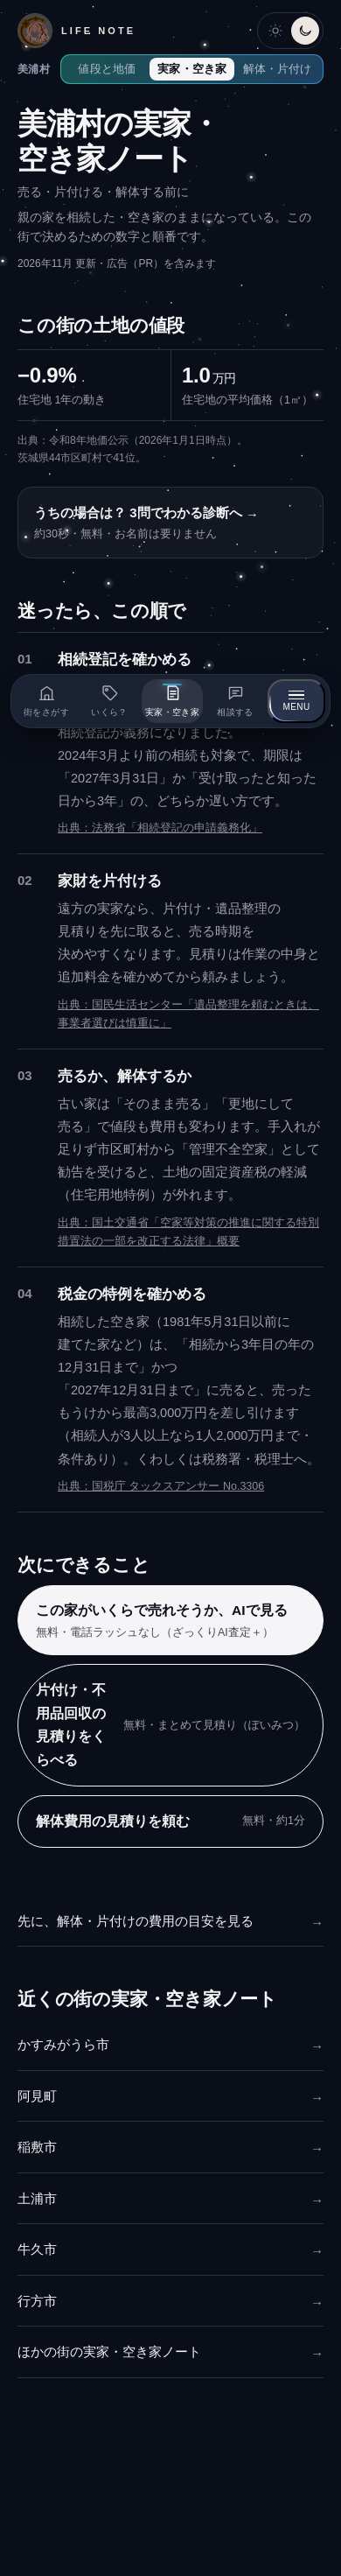 LIFE NOTE
美浦村
値段と地価
実家・空き家
解体・片付け
美浦村の実家・
空き家ノート
売る・片付ける・解体する前に
親の家を相続した・空き家のままになっている。この
街で決めるための数字と順番です。
2026年11月 更新・広告（PR）を含みます
この街の土地の値段
−0.9%
住宅地 1年の動き
1.0万円
住宅地の平均価格（1㎡）
出典：令和8年地価公示（2026年1月1日時点）。
茨城県44市区町村で41位。
うちの場合は？ 3問でわかる診断へ →
約30秒・無料・お名前は要りません
迷ったら、この順で
01 相続登記を確かめる
街をさがす
いくら？
実家・空き家
相談する
MENU
相続登記が義務になりました。
2024年3月より前の相続も対象で、期限は
「2027年3月31日」か「受け取ったと知った
日から3年」の、どちらか遅い方です。
出典：法務省「相続登記の申請義務化」
02 家財を片付ける
遠方の実家なら、片付け・遺品整理の
見積りを先に取ると、売る時期を
決めやすくなります。見積りは作業の中身と
追加料金を確かめてから頼みましょう。
出典：国民生活センター「遺品整理を頼むときは、
事業者選びは慎重に」
03 売るか、解体するか
古い家は「そのまま売る」「更地にして
売る」で値段も費用も変わります。手入れが
足りず市区町村から「管理不全空家」として
勧告を受けると、土地の固定資産税の軽減
（住宅用地特例）が外れます。
出典：国土交通省「空家等対策の推進に関する特別
措置法の一部を改正する法律」概要
04 税金の特例を確かめる
相続した空き家（1981年5月31日以前に
建てた家など）は、「相続から3年目の年の
12月31日まで」かつ
「2027年12月31日まで」に売ると、売った
もうけから最高3,000万円を差し引けます
（相続人が3人以上なら1人2,000万円まで・
条件あり）。くわしくは税務署・税理士へ。
出典：国税庁 タックスアンサー No.3306
次にできること
この家がいくらで売れそうか、AIで見る
無料・電話ラッシュなし（ざっくりAI査定＋）
片付け・不
用品回収の
見積りをく
らべる
無料・まとめて見積り（ぽいみつ）
解体費用の見積りを頼む
無料・約1分
先に、解体・片付けの費用の目安を見る →
近くの街の実家・空き家ノート
かすみがうら市 →
阿見町 →
稲敷市 →
土浦市 →
牛久市 →
行方市 →
ほかの街の実家・空き家ノート →